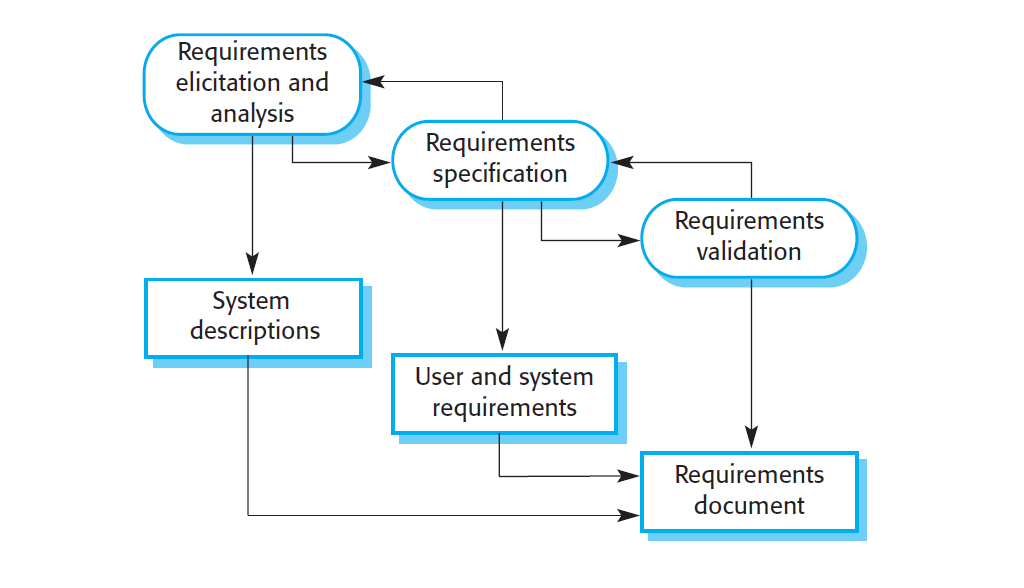 Requirements
elicitation and
analysis
Requirements
specification
Requirements
validation
System
descriptions
User and system
requirements
Requirements
document